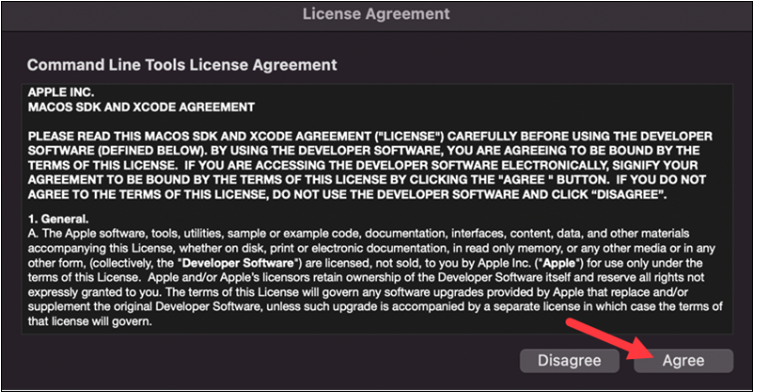 License Agreement
Command Line Tools License Agreement
APPLE INC.
MACOS SDK AND XCODE AGREEMENT
PLEASE READ THIS MACOS SDK AND XCODE AGREEMENT ("LICENSE") CAREFULLY BEFORE USING THE DEVELOPER
SOFTWARE (DEFINED BELOW). BY USING THE DEVELOPER SOFTWARE, YOU ARE AGREEING TO BE BOUND BY THE
TERMS OF THIS LICENSE. IF YOU ARE ACCESSING THE DEVELOPER SOFTWARE ELECTRONICALLY, SIGNIFY YOUR
AGREEMENT TO BE BOUND BY THE TERMS OF THIS LICENSE BY CLICKING THE "AGREE " BUTTON. IF YOU DO NOT
AGREE TO THE TERMS OF THIS LICENSE, DO NOT USE THE DEVELOPER SOFTWARE AND CLICK “DISAGREE”.
1. General.
A. The Apple software, tools, utilities, sample or example code, documentation, interfaces, content, data, and other materials
accompanying this License, whether on disk, print or electronic documentation, in read only memory, or any other media or in any
other form, (collectively, the "Developer Software") are licensed, not sold, to you by Apple Inc. ("Apple") for use only under the
terms of this License. Apple and/or Apple's licensors retain ownership of the Developer Software itself and reserve all rights not
expressly granted to you. The terms of this License will govern any software upgrades provided by Apple that replace and/or
supplement the original Developer Software, unless such upgrade is accompanied by a separate license in which case the terms of
that license will govern.
Disagree
Agree